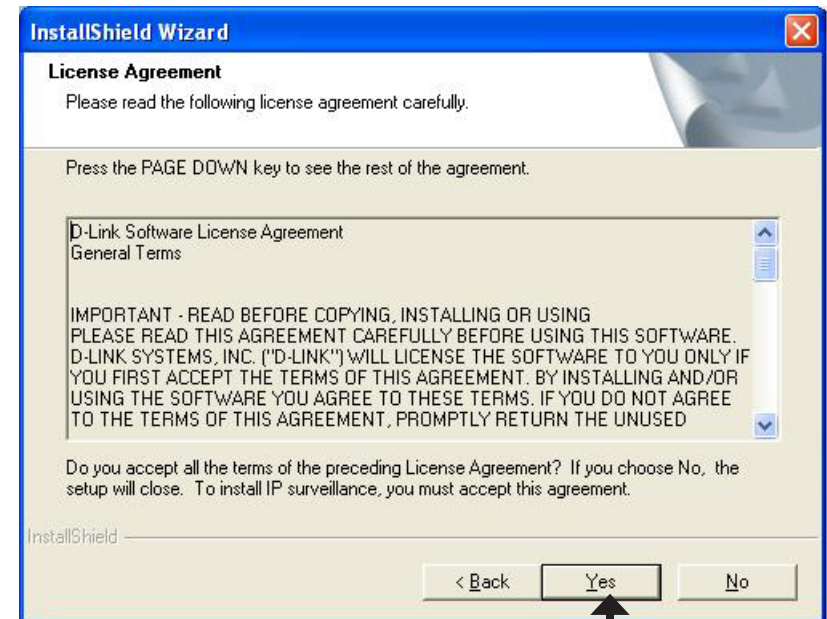 InstallShield Wizard
License Agreement
Please read the following license agreement carefully.
Press the PAGE DOWN key to see the rest of the agreement.
D-Link Software License Agreement
General Terms
IMPORTANT - READ BEFORE COPYING, INSTALLING OR USING
PLEASE READ THIS AGREEMENT CAREFULLY BEFORE USING THIS SOFTWARE.
D-LINK SYSTEMS, INC. ("D-LINK") WILL LICENSE THE SOFTWARE TO YOU ONLY IF
YOU FIRST ACCEPT THE TERMS OF THIS AGREEMENT. BY INSTALLING AND/OR
USING THE SOFTWARE YOU AGREE TO THESE TERMS. IF YOU DO NOT AGREE
TO THE TERMS OF THIS AGREEMENT, PROMPTLY RETURN THE UNUSED
Do you accept all the terms of the preceding License Agreement? If you choose No, the
setup will close. To install IP surveillance, you must accept this agreement.
InstallShield
< Back Yes No